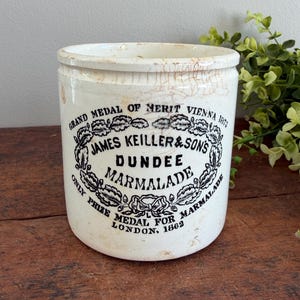 GRAND MEDAL OF MERIT VIENNA 1873
JAMES KEILLER & SONS
DUNDEE
MARMALADE
ONLY PRIZE MEDAL FOR MARMALADE
LONDON, 1862